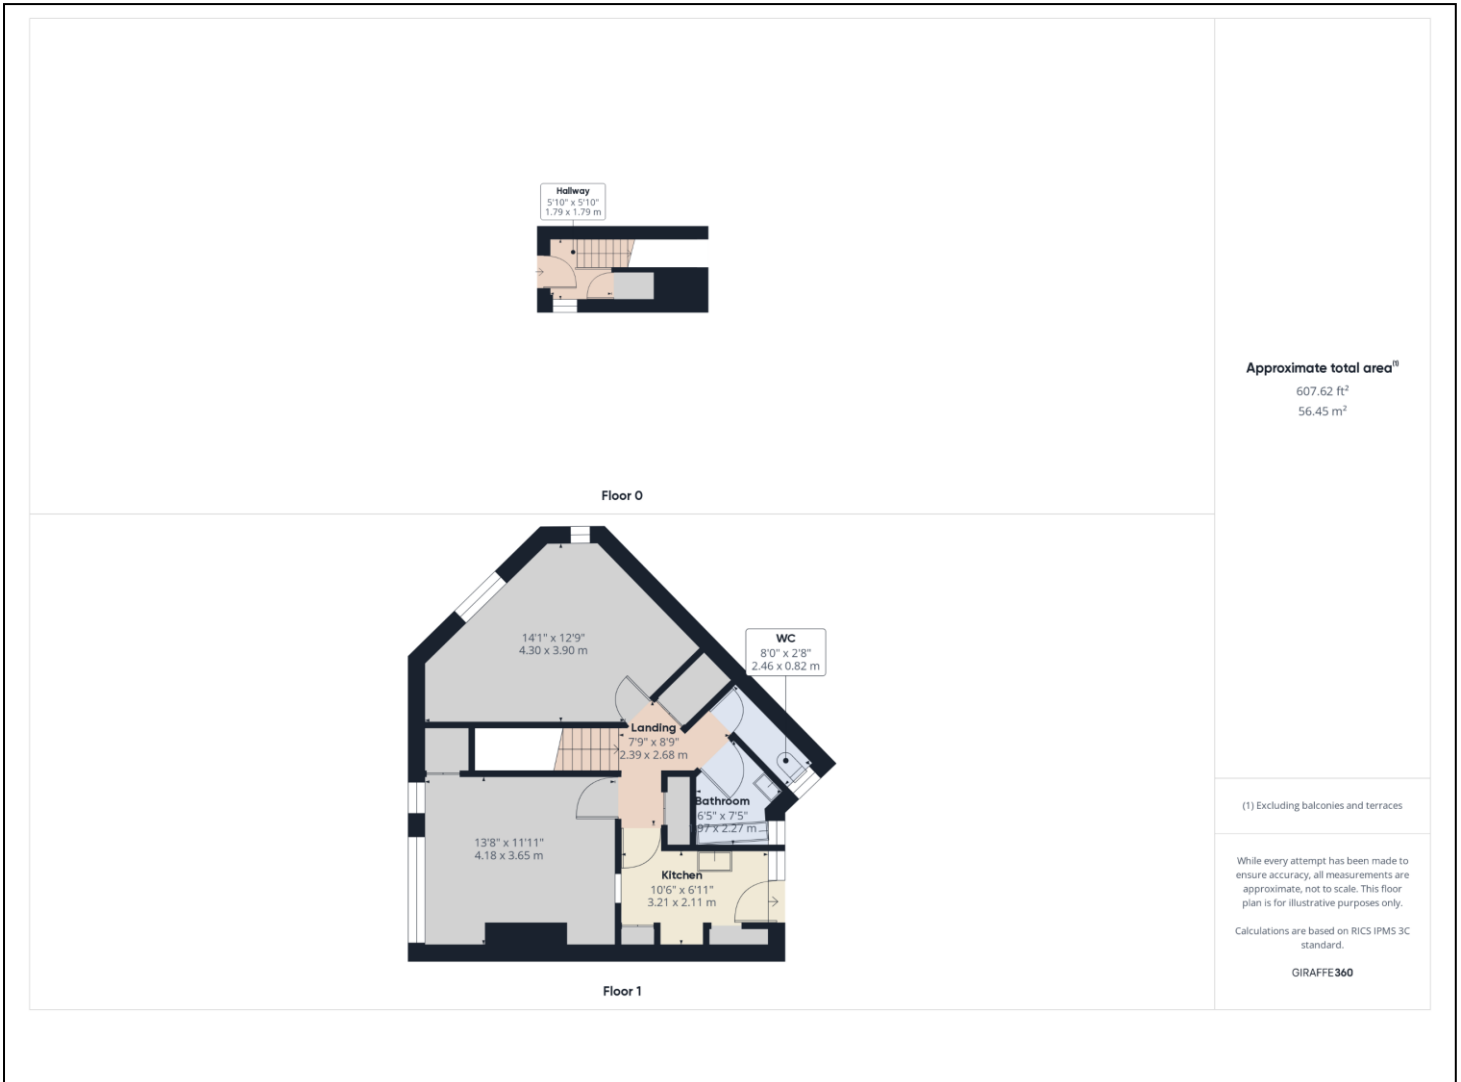 Hallway
5'10" x 5'10"
1.79 x 1.79 m
Floor 0
14'1" x 12'9"
4.30 x 3.90 m
WC
8'0" x 2'8"
2.46 x 0.82 m
Landing
7'9" x 8'9"
2.39 x 2.68 m
Bathroom
6'5" x 7'5"
.97 x 2.27 m
13'8" x 11'11"
4.18 x 3.65 m
Kitchen
10'6" x 6'11"
3.21 x 2.11 m
Floor 1
Approximate total area(1)
607.62 ft²
56.45 m²
(1) Excluding balconies and terraces
While every attempt has been made to
ensure accuracy, all measurements are
approximate, not to scale. This floor
plan is for illustrative purposes only.
Calculations are based on RICS IPMS 3C
standard.
GIRAFFE360